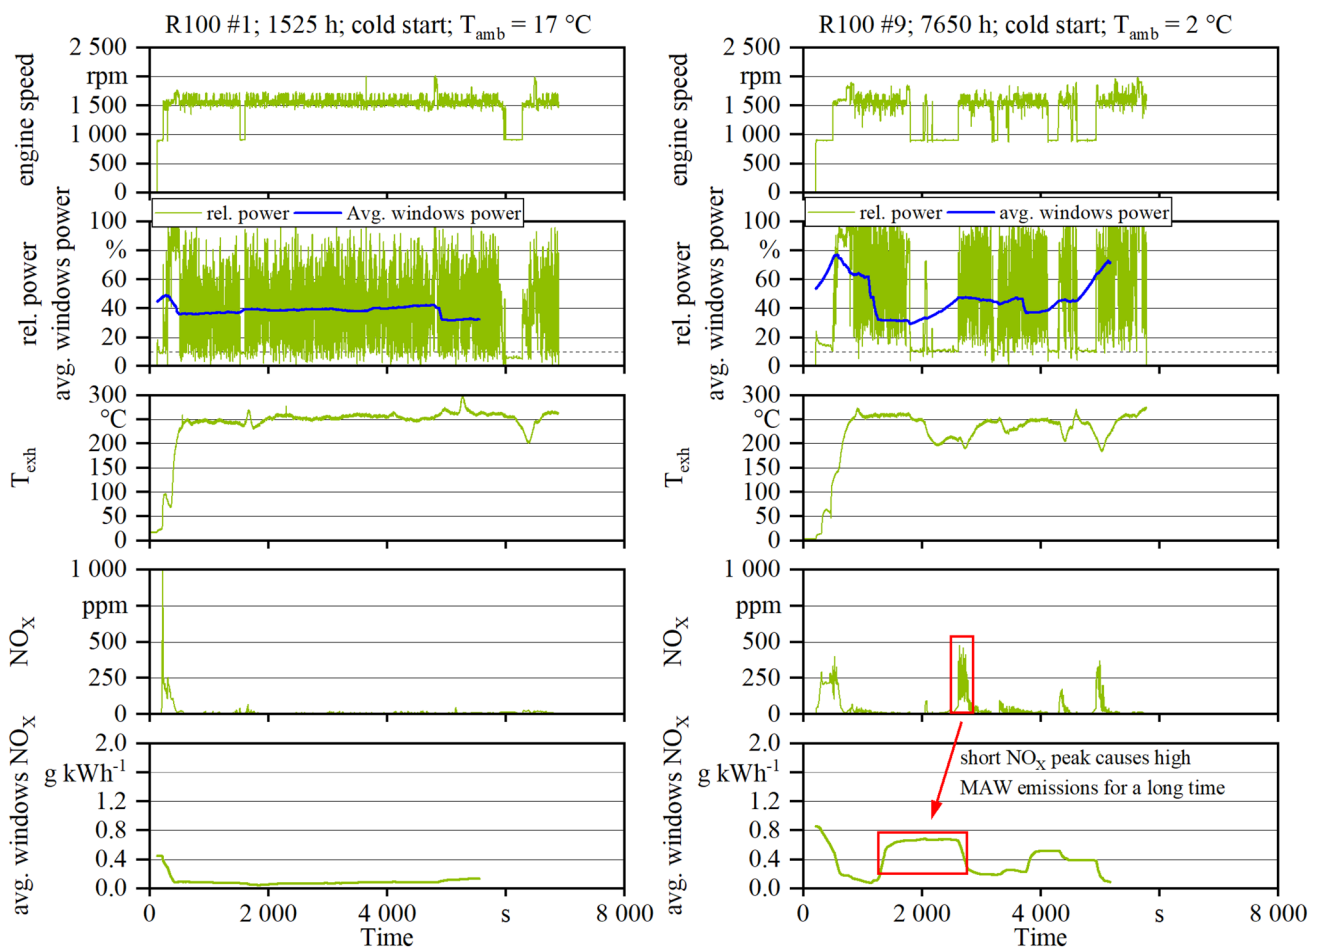 R100 #1; 1525 h; cold start; Tamb = 17 °C
engine speed
2 500
rpm
1 500
1 000
500
0
rel. power
avg. windows power
rel. power
Avg. windows power
100
%
60
40
20
0
Texh
300
°C
200
150
100
50
0
NOX
1 000
ppm
500
250
0
avg. windows NOX
2.0
g kWh-1
1.2
0.8
0.4
0.0
0
2 000
4 000
s
8 000
Time
R100 #9; 7650 h; cold start; Tamb = 2 °C
engine speed
2 500
rpm
1 500
1 000
500
0
rel. power
avg. windows power
rel. power
avg. windows power
100
%
60
40
20
0
Texh
300
°C
200
150
100
50
0
NOX
1 000
ppm
500
250
0
avg. windows NOX
2.0
g kWh-1
1.2
0.8
0.4
0.0
short NOX peak causes high
MAW emissions for a long time
0
2 000
4 000
s
8 000
Time